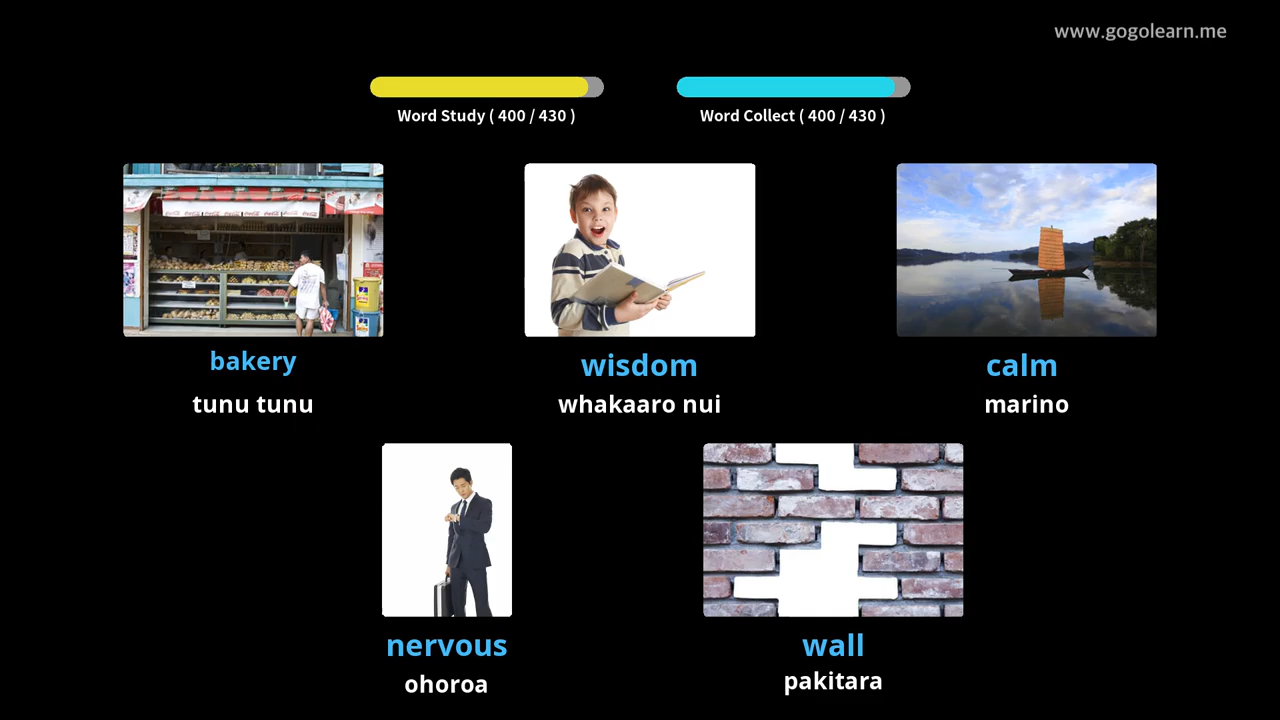 www.gogolearn.me
Word Study ( 400 / 430 )
Word Collect ( 400 / 430 )
bakery
tunu tunu
wisdom
whakaaro nui
calm
marino
nervous
ohoroa
wall
pakitara